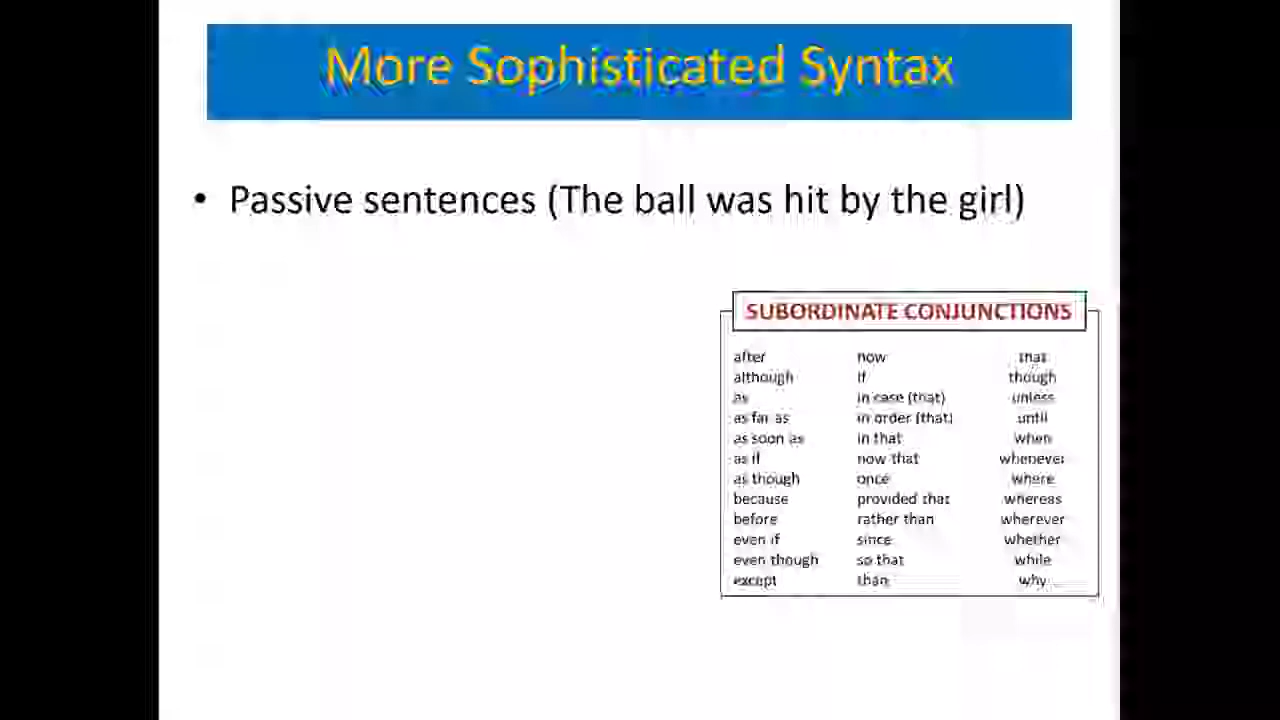 More Sophisticated Syntax
• Passive sentences (The ball was hit by the girl)
SUBORDINATE CONJUNCTIONS
after now that
although if though
as in case (that) unless
as far as in order (that) until
as soon as in that when
as if now that whenever
as though once where
because provided that whereas
before rather than wherever
even if since whether
even though so that while
except than why